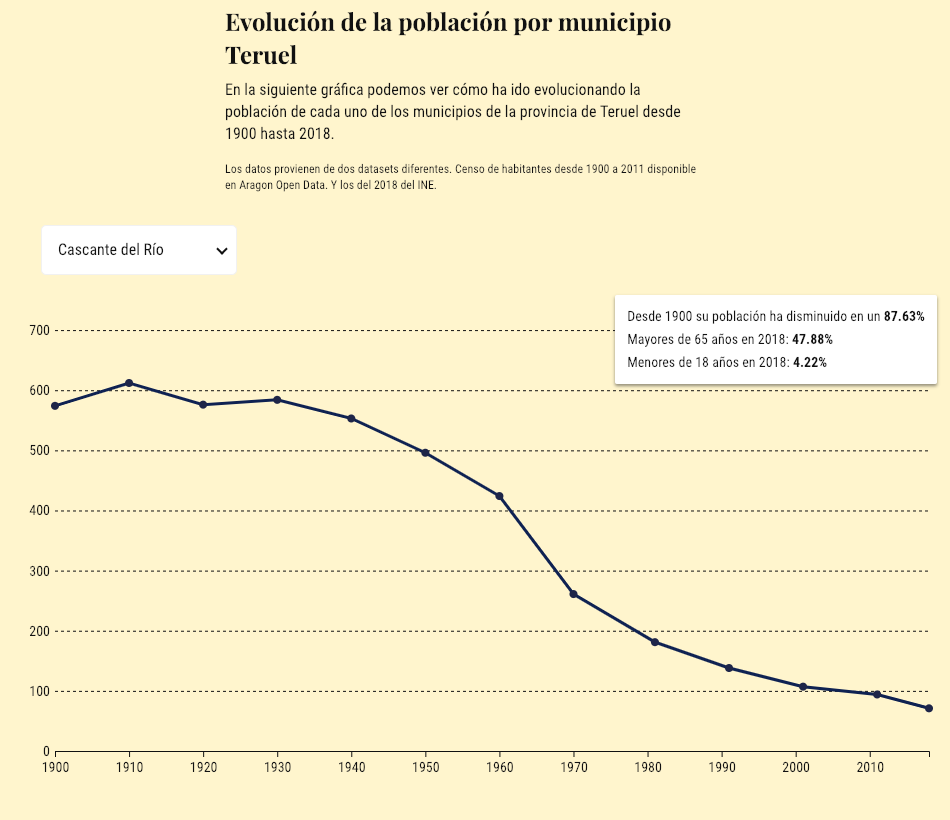 Evolución de la población por municipio
Teruel
En la siguiente gráfica podemos ver cómo ha ido evolucionando la
población de cada uno de los municipios de la provincia de Teruel desde
1900 hasta 2018.
Los datos provienen de dos datasets diferentes. Censo de habitantes desde 1900 a 2011 disponible
en Aragon Open Data. Y los del 2018 del INE.
Cascante del Río
Desde 1900 su población ha disminuido en un 87.63%
Mayores de 65 años en 2018: 47.88%
Menores de 18 años en 2018: 4.22%
700
600
500
400
300
200
100
0
1900 1910 1920 1930 1940 1950 1960 1970 1980 1990 2000 2010